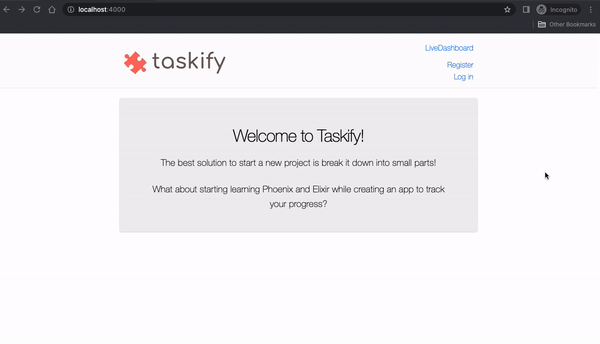 localhost:4000
Incognito
Other Bookmarks
taskify
LiveDashboard
Register
Log in
Welcome to Taskify!
The best solution to start a new project is break it down into small parts!
What about starting learning Phoenix and Elixir while creating an app to track
your progress?